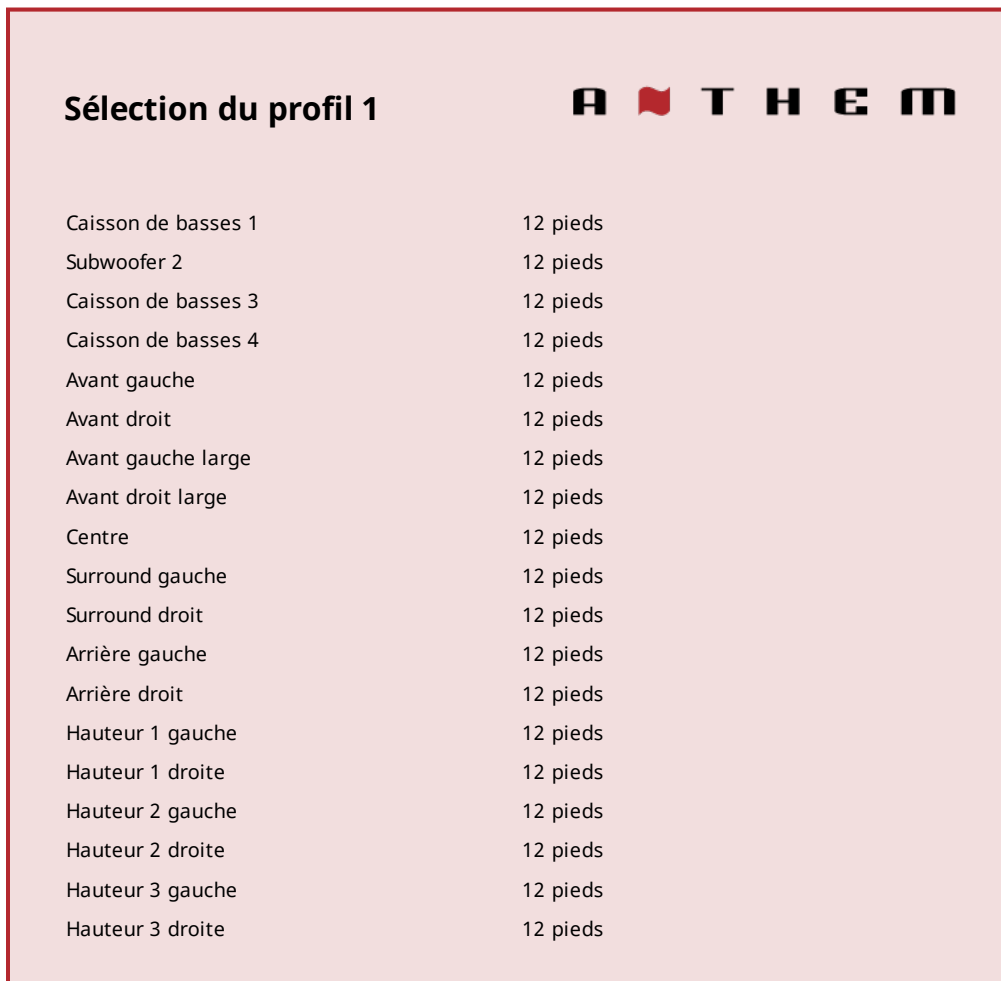 Sélection du profil 1 ANTHEM
Caisson de basses 1 12 pieds
Subwoofer 2 12 pieds
Caisson de basses 3 12 pieds
Caisson de basses 4 12 pieds
Avant gauche 12 pieds
Avant droit 12 pieds
Avant gauche large 12 pieds
Avant droit large 12 pieds
Centre 12 pieds
Surround gauche 12 pieds
Surround droit 12 pieds
Arrière gauche 12 pieds
Arrière droit 12 pieds
Hauteur 1 gauche 12 pieds
Hauteur 1 droite 12 pieds
Hauteur 2 gauche 12 pieds
Hauteur 2 droite 12 pieds
Hauteur 3 gauche 12 pieds
Hauteur 3 droite 12 pieds